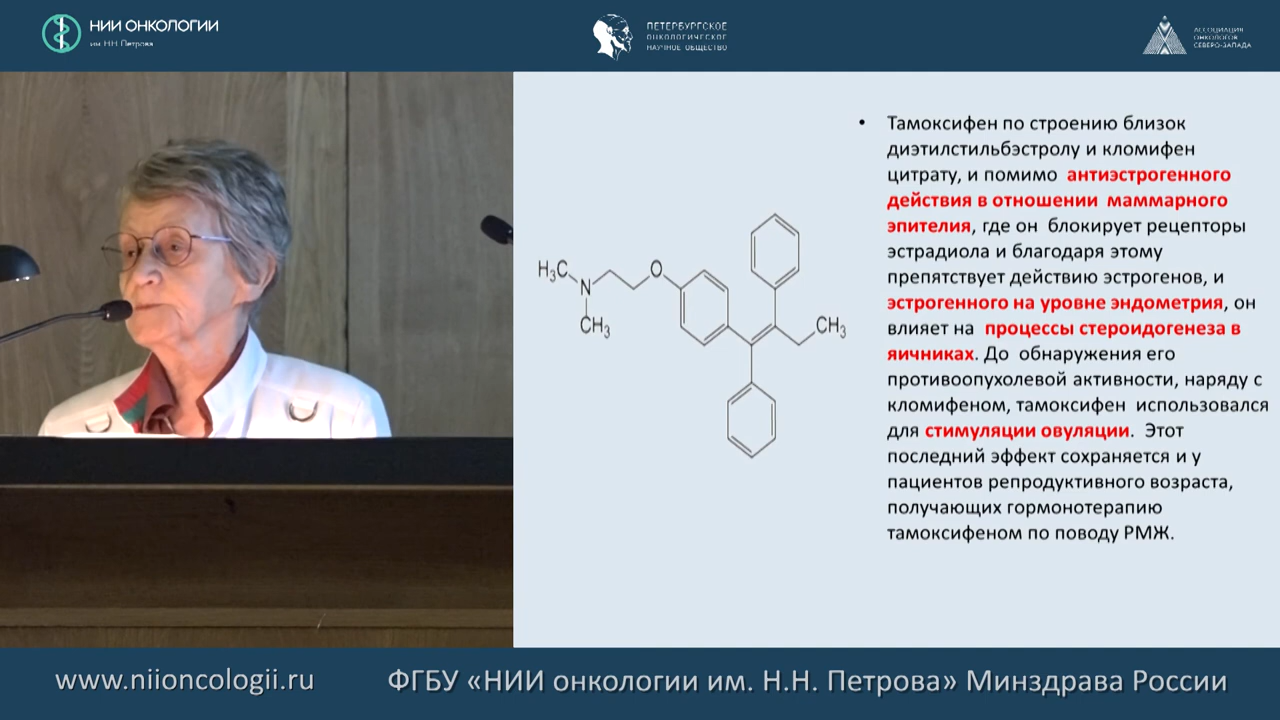 НИИ ОНКОЛОГИИ
им. Н.Н. Петрова
ПЕТЕРБУРГСКОЕ
ОНКОЛОГИЧЕСКОЕ
НАУЧНОЕ ОБЩЕСТВО
АССОЦИАЦИЯ
ОНКОЛОГОВ
СЕВЕРО-ЗАПАДА
• Тамоксифен по строению близок
диэтилстильбэстролу и кломифен
цитрату, и помимо антиэстрогенного
действия в отношении маммарного
эпителия, где он блокирует рецепторы
эстрадиола и благодаря этому
препятствует действию эстрогенов, и
эстрогенного на уровне эндометрия, он
влияет на процессы стероидогенеза в
яичниках. До обнаружения его
противоопухолевой активности, наряду с
кломифеном, тамоксифен использовался
для стимуляции овуляции. Этот
последний эффект сохраняется и у
пациентов репродуктивного возраста,
получающих гормонотерапию
тамоксифеном по поводу РМЖ.
H₃C
N
CH₃
O
CH₃
www.niioncologii.ru
ФГБУ «НИИ онкологии им. Н.Н. Петрова» Минздрава России